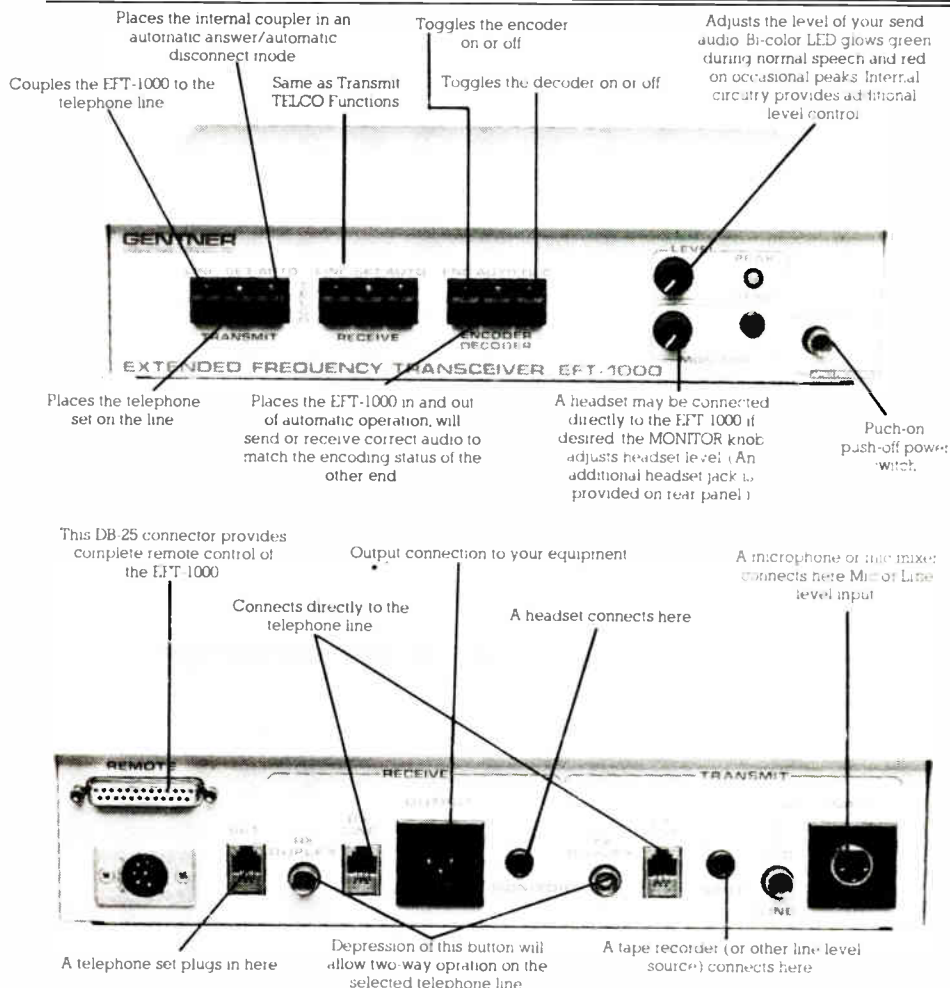 Places the internal coupler in an
automatic answer/automatic
disconnect mode
Toggles the encoder
on or off
Adjusts the level of your send
audio Bi-color LED glows green
during normal speech and red
on occasional peaks Internal
circuitry provides additional
level control
Couples the EFT-1000 to the
telephone line
Same as Transmit
TELCO Functions
Toggles the decoder on or off
GENTNER
LEVEL
PEAK
LINE SET AUTO
LINE SET AUTO
TRANSMIT
RECEIVE
ENCODER
DECODER
EXTENDED FREQUENCY TRANSCEIVER EFT-1000
Places the telephone
set on the line
Places the EFT-1000 in and out
of automatic operation, will
send or receive correct audio to
match the encoding status of the
other end
A headset may be connected
directly to the EFT 1000 if
desired the MONITOR knob
adjusts headset level (An
additional headset jack is
provided on rear panel )
Puch-on
push-off power
witch
This DB-25 connector provides
complete remote control of
the EFT-1000
Output connection to your equipment
A microphone or mic mixer
connects here Mic or Line
level input
Connects directly to the
telephone line
A headset connects here
REMOTE
RECEIVE
TRANSMIT
OUTPUT
DUPLEX
A telephone set plugs in here
Depression of this button will
allow two-way opration on the
selected telephone line
A tape recorder (or other line level
source) connects here